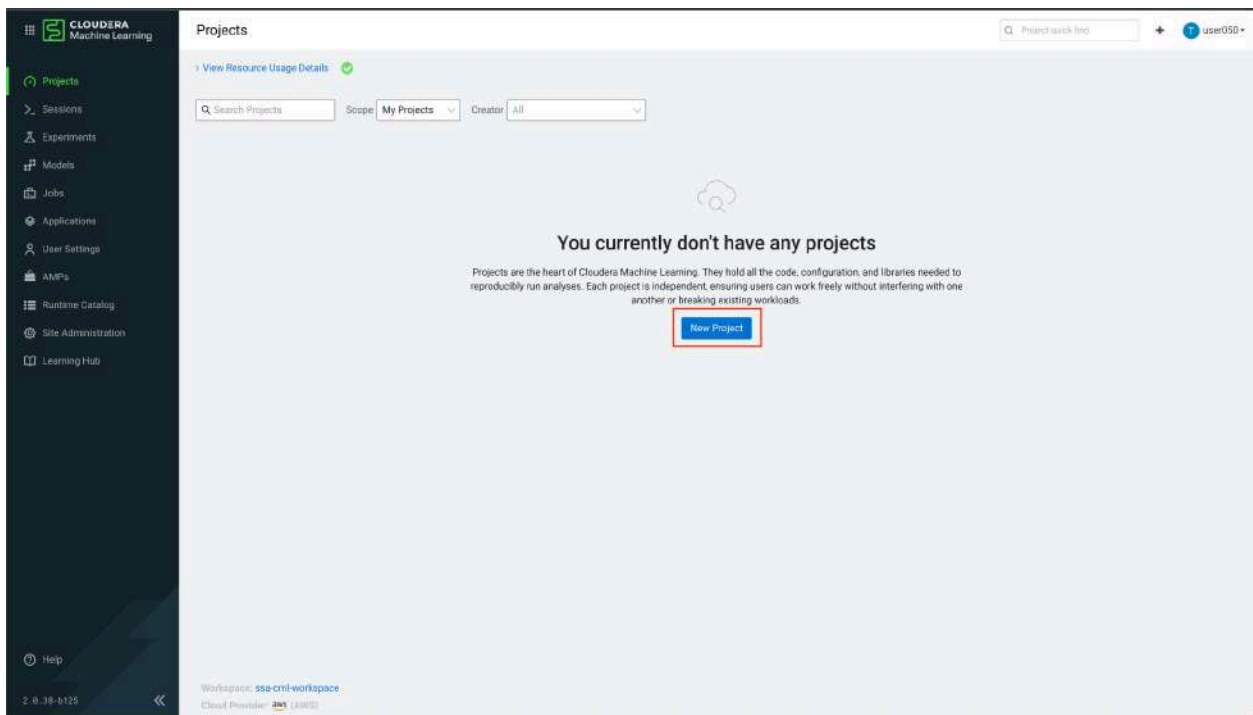 CLOUDERA
Machine Learning
Projects
Project quick find
user050
View Resource Usage Details
Search Projects
Scope My Projects
Creator All
Projects
Sessions
Experiments
Models
Jobs
Applications
User Settings
AMPs
Runtime Catalog
Site Administration
Learning Hub
You currently don't have any projects
Projects are the heart of Cloudera Machine Learning. They hold all the code, configuration, and libraries needed to
reproducibly run analyses. Each project is independent, ensuring users can work freely without interfering with one
another or breaking existing workloads.
New Project
Help
2.0.38-b125
Workspace: ssa-cml-workspace
Cloud Provider: aws (AWS)